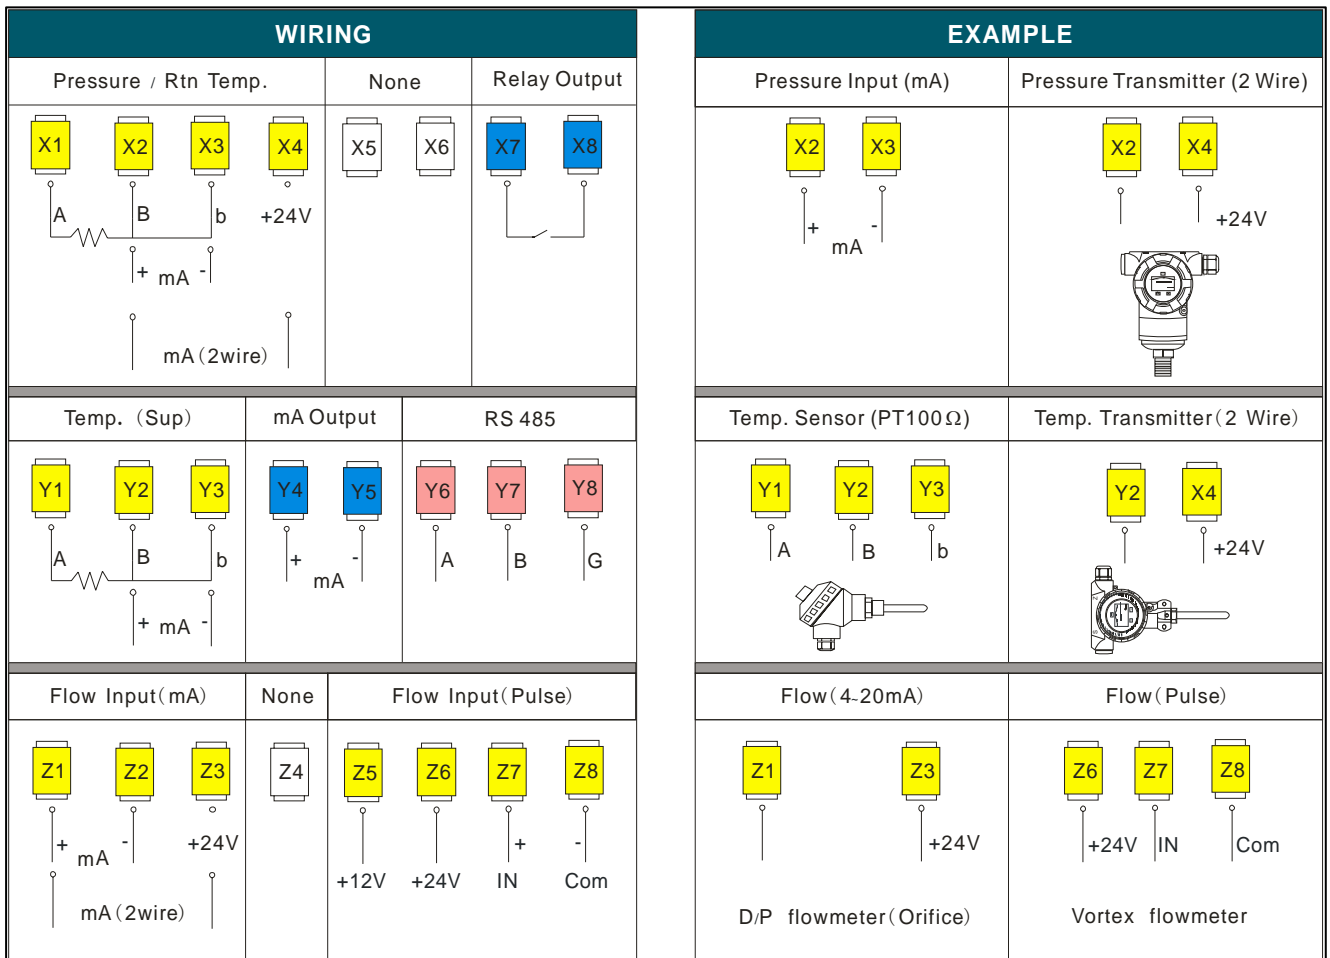 WIRING
Pressure / Rtn Temp. None Relay Output
X1 X2 X3 X4 X5 X6 X7 X8
A B b +24V
+ mA -
mA(2wire)
Temp. (Sup) mA Output RS 485
Y1 Y2 Y3 Y4 Y5 Y6 Y7 Y8
A B b + mA - A B G
+ mA -
Flow Input(mA) None Flow Input(Pulse)
Z1 Z2 Z3 Z4 Z5 Z6 Z7 Z8
+ mA - +24V + -
+12V +24V IN Com
mA(2wire)
EXAMPLE
Pressure Input (mA) Pressure Transmitter (2 Wire)
X2 X3 X2 X4
+ mA - +24V
Temp. Sensor (PT100Ω) Temp. Transmitter(2 Wire)
Y1 Y2 Y3 Y2 X4
A B b +24V
Flow(4~20mA) Flow(Pulse)
Z1 Z3 Z6 Z7 Z8
+24V +24V IN Com
D/P flowmeter(Orifice) Vortex flowmeter